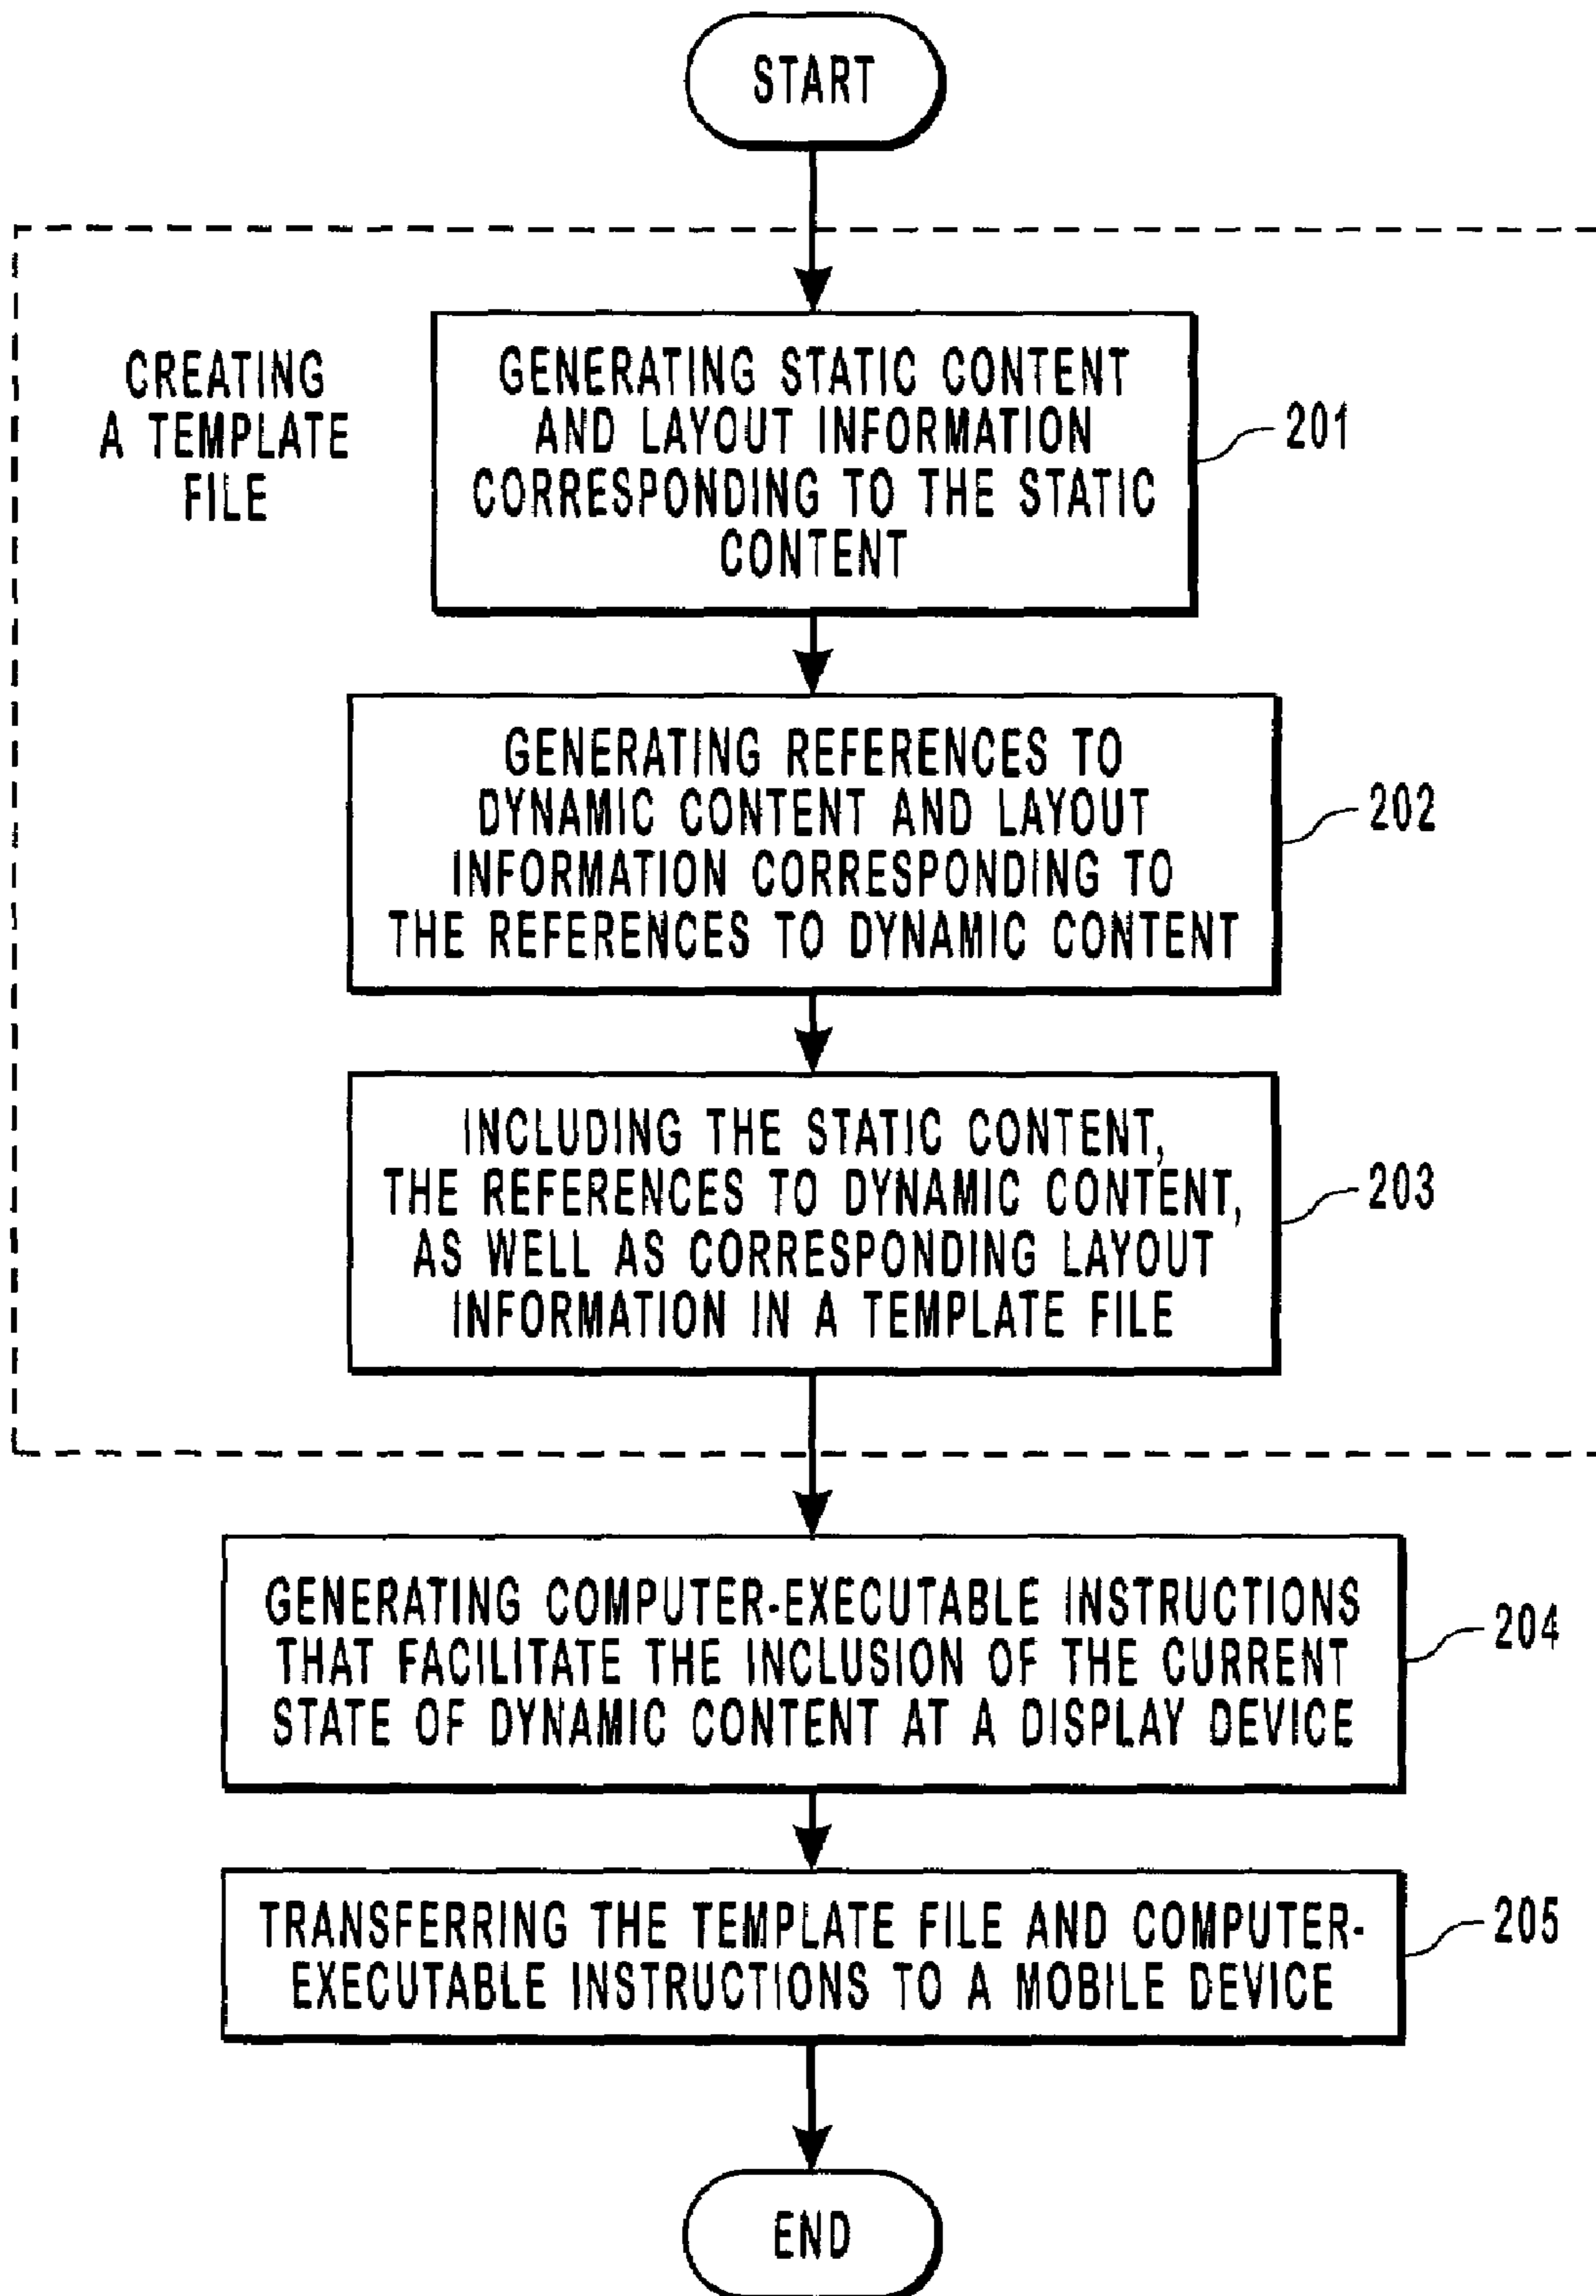 START
CREATING
A TEMPLATE
FILE
GENERATING STATIC CONTENT
AND LAYOUT INFORMATION
CORRESPONDING TO THE STATIC
CONTENT
201
GENERATING REFERENCES TO
DYNAMIC CONTENT AND LAYOUT
INFORMATION CORRESPONDING TO
THE REFERENCES TO DYNAMIC CONTENT
202
INCLUDING THE STATIC CONTENT,
THE REFERENCES TO DYNAMIC CONTENT,
AS WELL AS CORRESPONDING LAYOUT
INFORMATION IN A TEMPLATE FILE
203
GENERATING COMPUTER-EXECUTABLE INSTRUCTIONS
THAT FACILITATE THE INCLUSION OF THE CURRENT
STATE OF DYNAMIC CONTENT AT A DISPLAY DEVICE
204
TRANSFERRING THE TEMPLATE FILE AND COMPUTER-
EXECUTABLE INSTRUCTIONS TO A MOBILE DEVICE
205
END